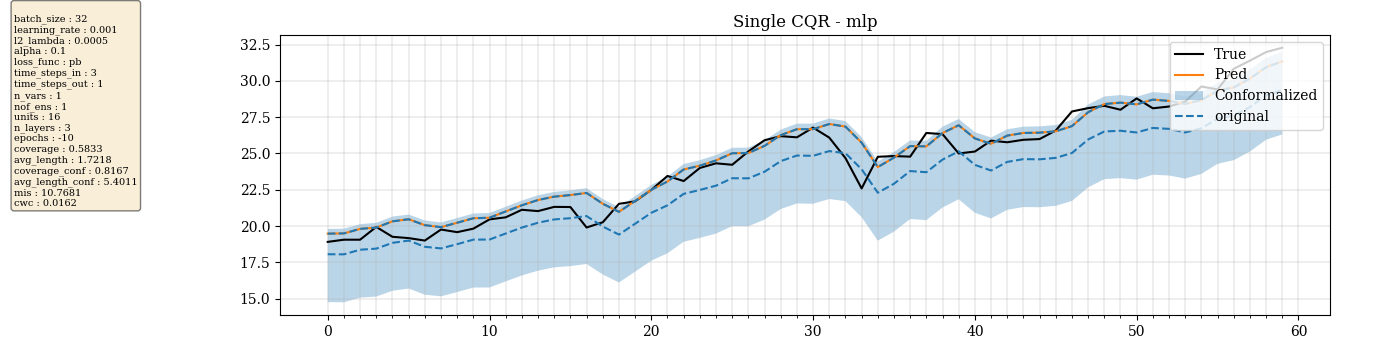 batch_size : 32
learning_rate : 0.001
l2_lambda : 0.0005
alpha : 0.1
loss_func : pb
time_steps_in : 3
time_steps_out : 1
n_vars : 1
nof_ens : 1
units : 16
n_layers : 3
epochs : -10
coverage : 0.5833
avg_length : 1.7218
coverage_conf : 0.8167
avg_length_conf : 5.4011
mis : 10.7681
cwc : 0.0162
Single CQR - mlp
32.5
30.0
27.5
25.0
22.5
20.0
17.5
15.0
0 10 20 30 40 50 60
True
Pred
Conformalized
original